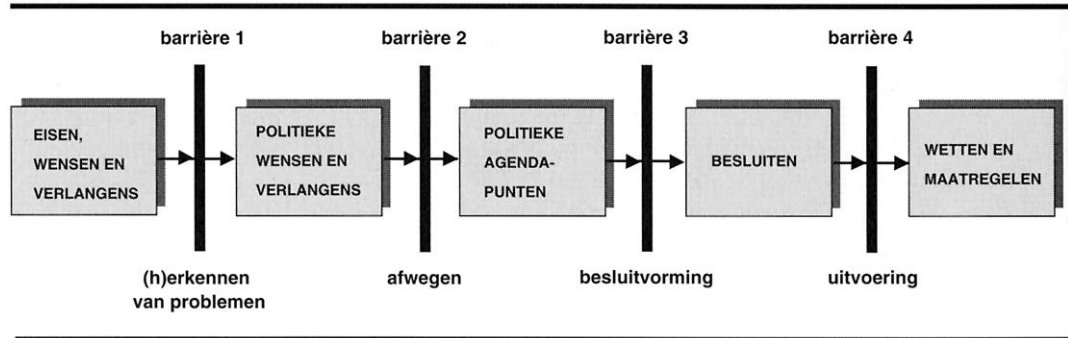 barrière 1
barrière 2
barrière 3
barrière 4
EISEN,
WENSEN EN
VERLANGENS
POLITIEKE
WENSEN EN
VERLANGENS
POLITIEKE
AGENDA-
PUNTEN
BESLUITEN
WETTEN EN
MAATREGELEN
(h)erkennen
van problemen
afwegen
besluitvorming
uitvoering